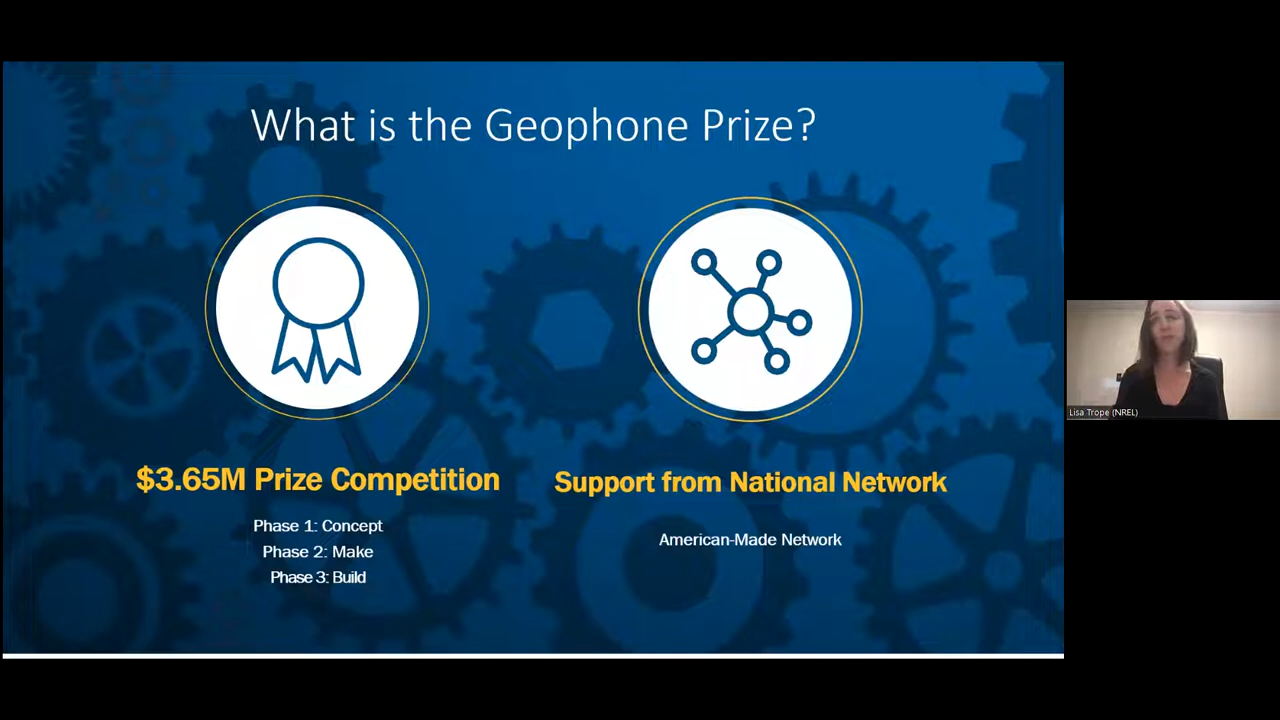 What is the Geophone Prize?
$3.65M Prize Competition
Phase 1: Concept
Phase 2: Make
Phase 3: Build
Support from National Network
American-Made Network
Lisa Trope (NREL)